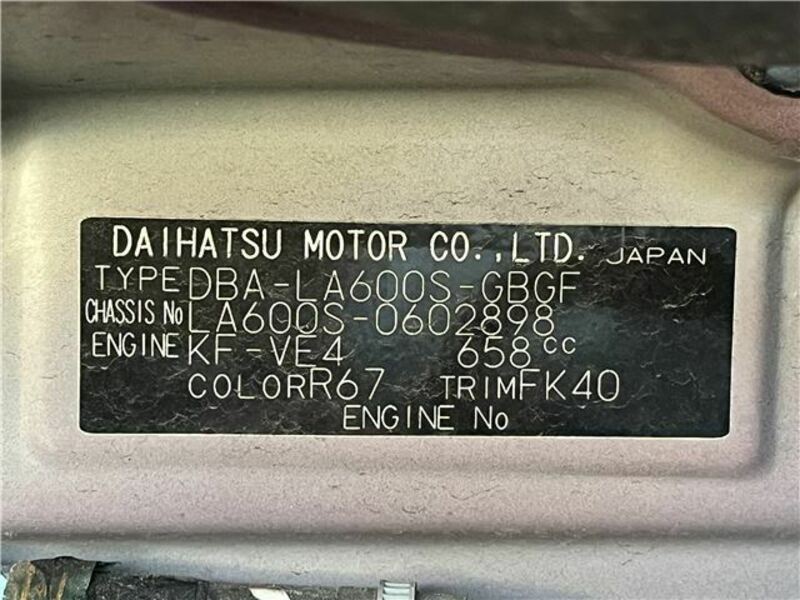 DAIHATSU MOTOR CO.,LTD. JAPAN
TYPE DBA-LA600S-GBGF
CHASSIS No LA600S-0602898
ENGINE KF-VE4 658cc
COLOR R67 TRIM FK40
ENGINE No